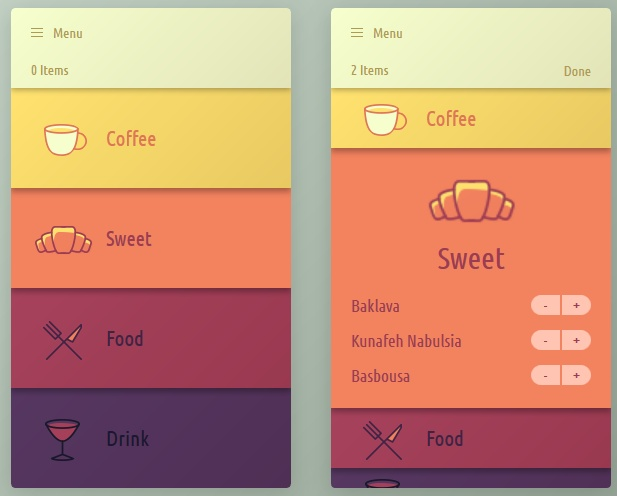 Menu
0 Items
Coffee
Sweet
Food
Drink
Menu
2 Items Done
Coffee
Sweet
Baklava - +
Kunafeh Nabulsia - +
Basbousa - +
Food